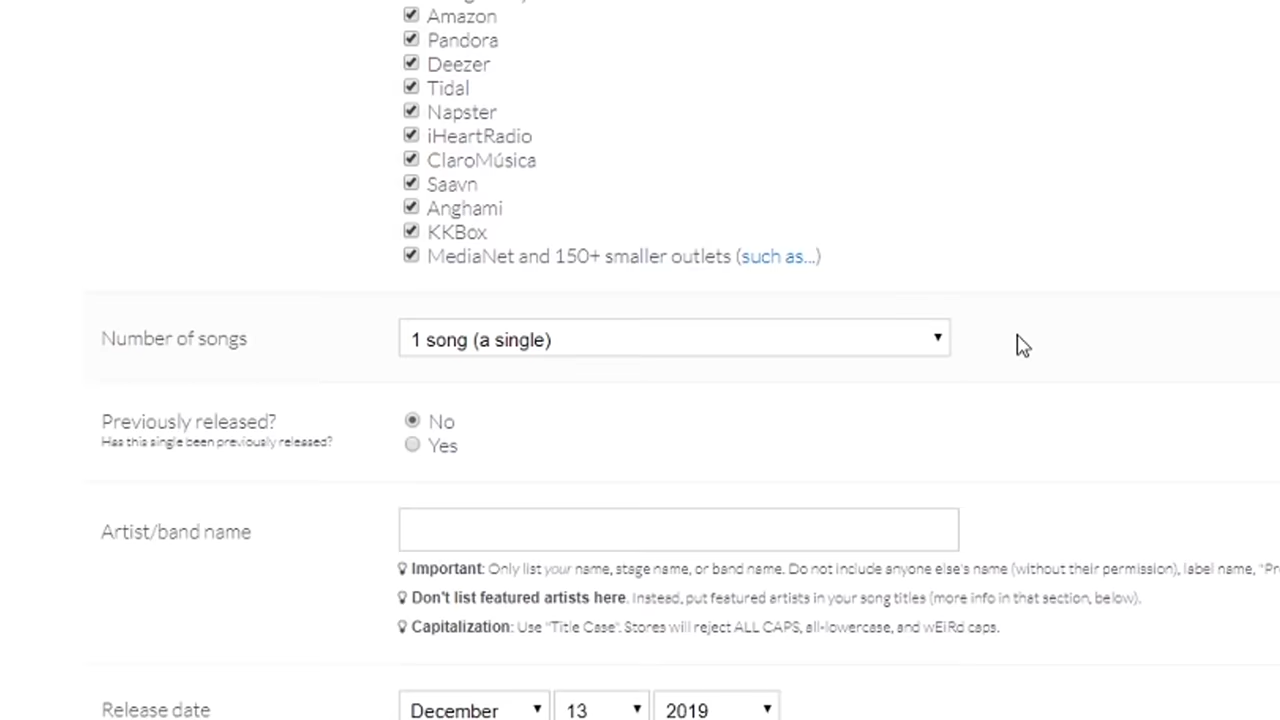 Amazon
Pandora
Deezer
Tidal
Napster
iHeartRadio
ClaroMúsica
Saavn
Anghami
KKBox
MediaNet and 150+ smaller outlets (such as...)
Number of songs
1 song (a single)
Previously released?
No
Has this single been previously released?
Yes
Artist/band name
Important: Only list your name, stage name, or band name. Do not include anyone else's name (without their permission), label name, "Pr
Don't list featured artists here. Instead, put featured artists in your song titles (more info in that section, below).
Capitalization: Use "Title Case". Stores will reject ALL CAPS, all-lowercase, and wEiRd caps.
Release date
December 13 2019